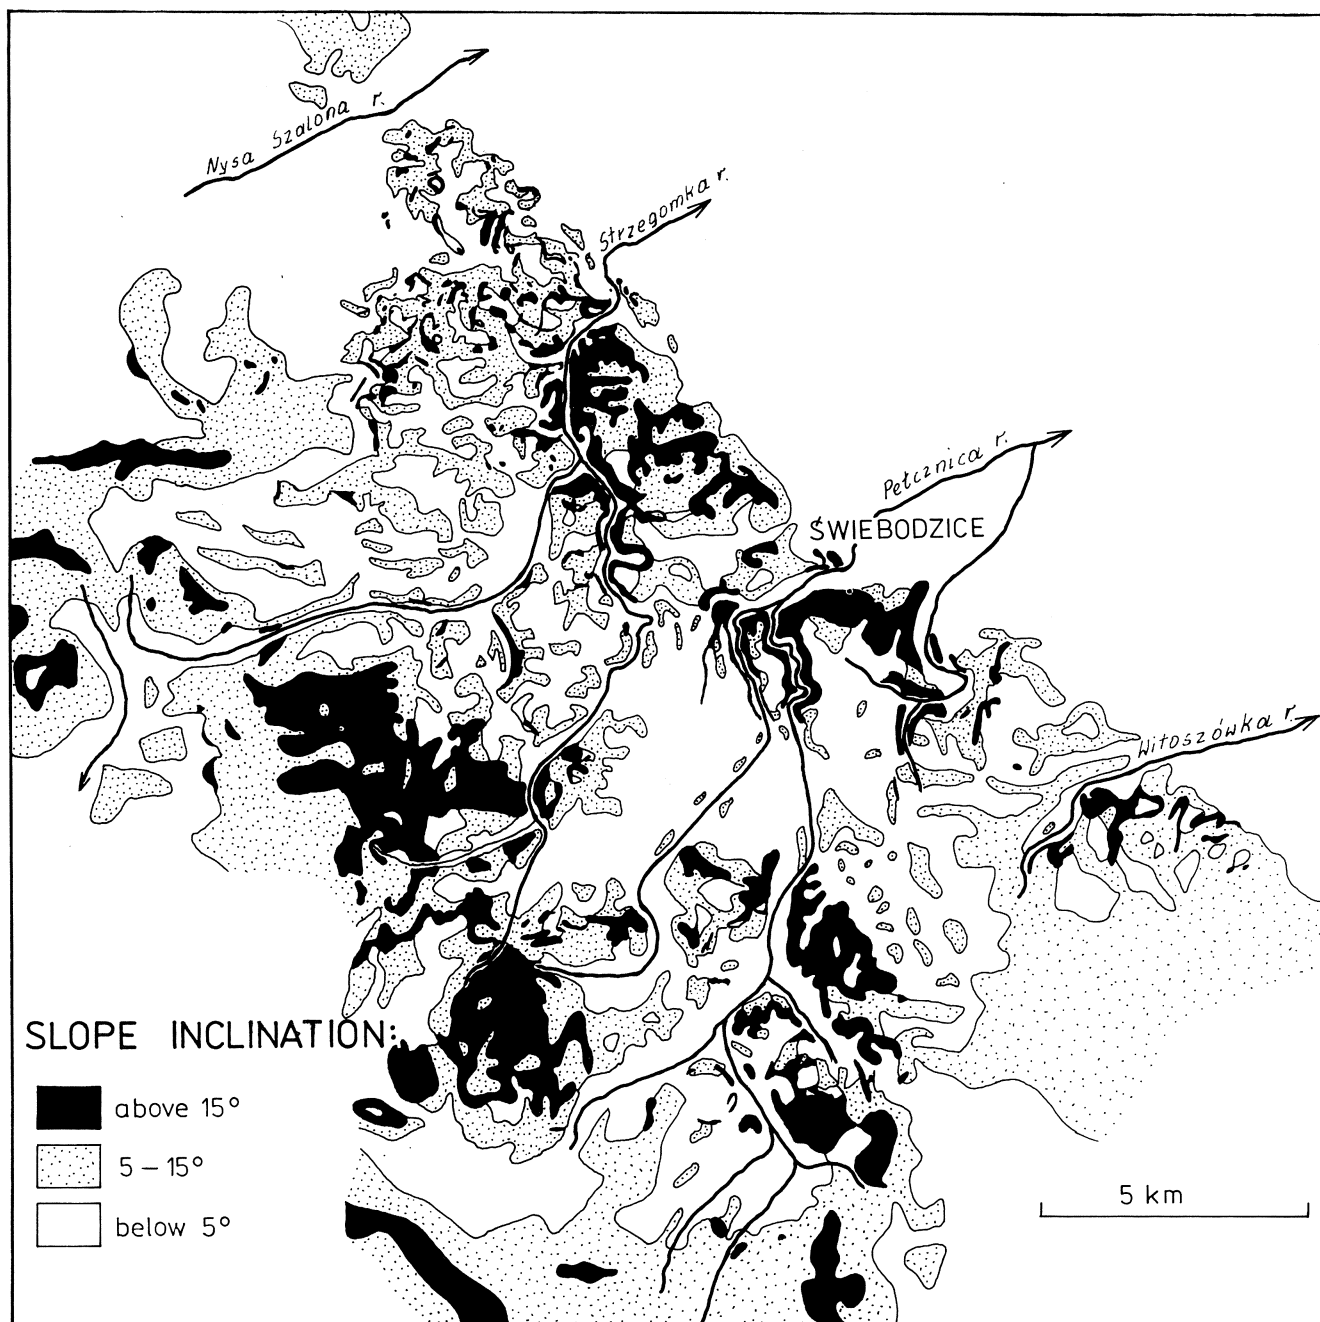 Nysa Szalona r.
Strzegomka r.
Pełcznica r.
ŚWIEBODZICE
Witoszówka r.
SLOPE INCLINATION:
above 15°
5 – 15°
below 5°
5 km